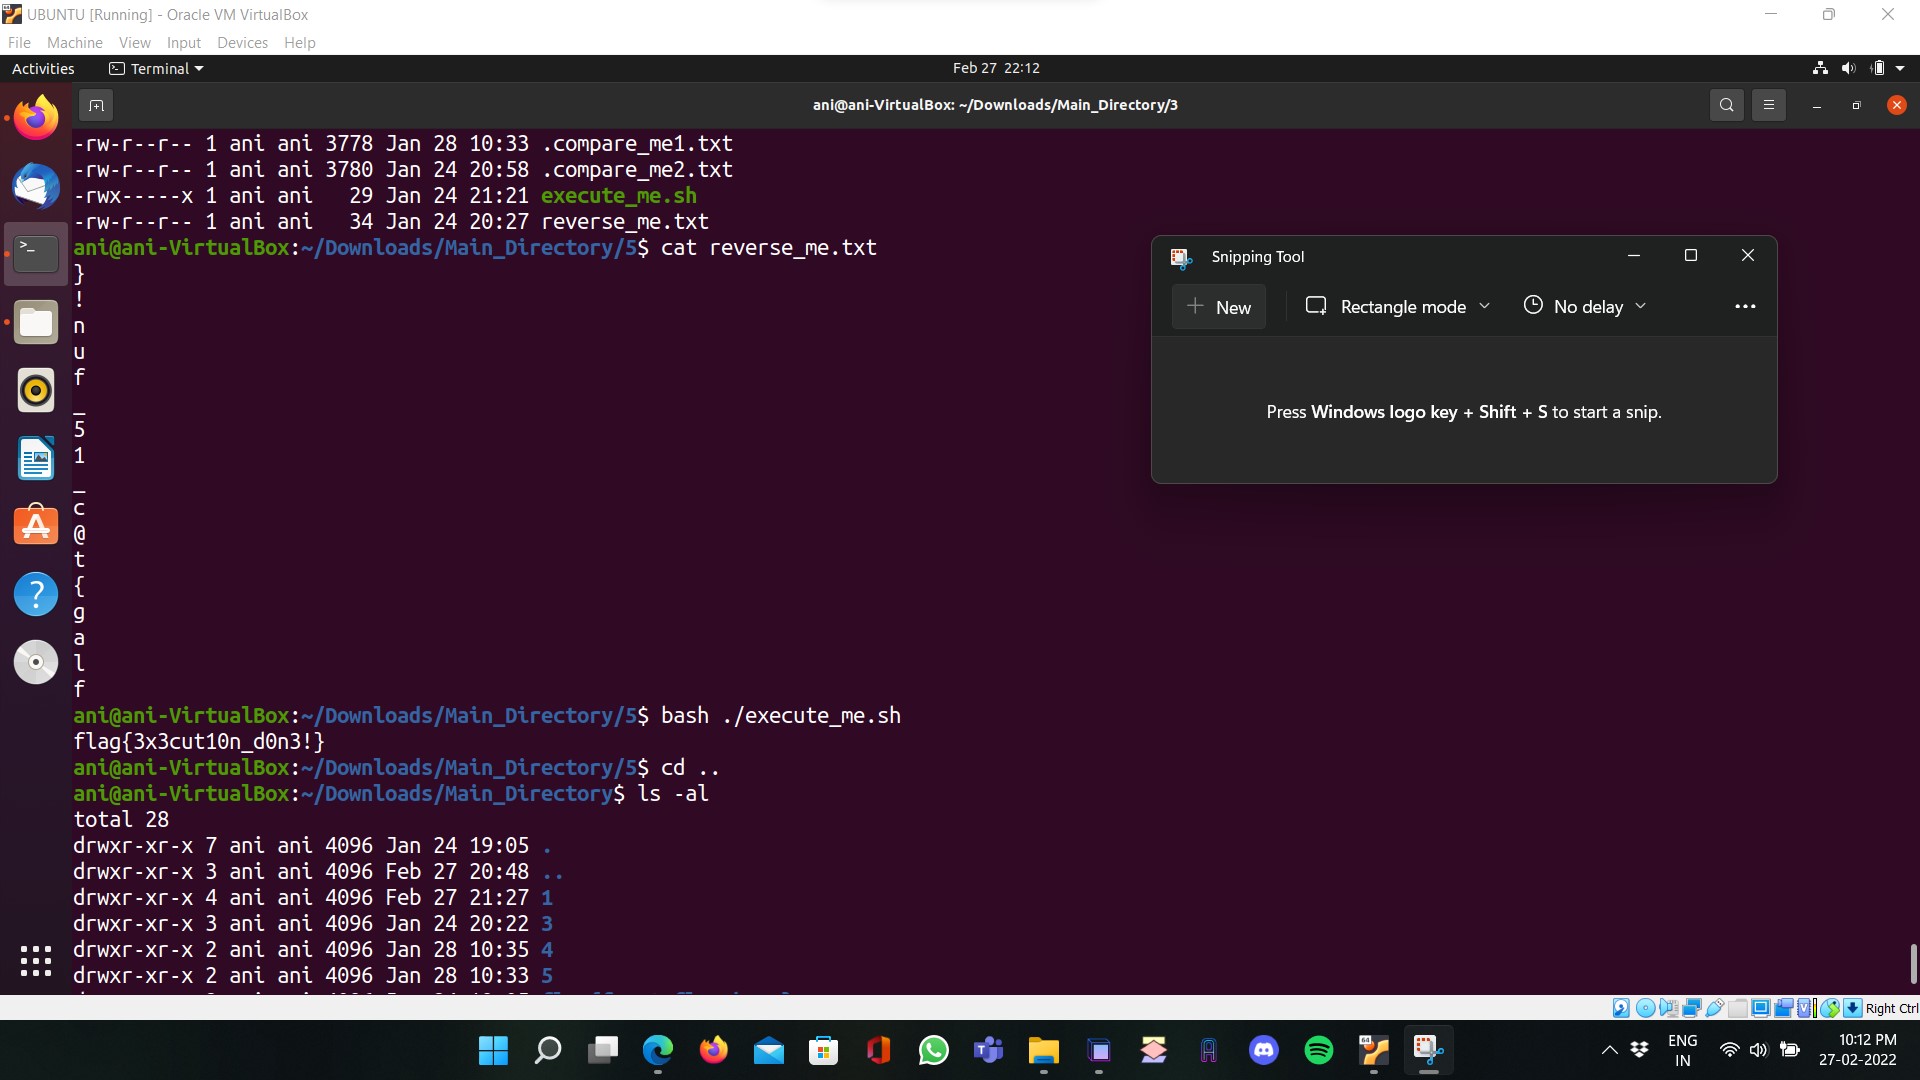 UBUNTU [Running] - Oracle VM VirtualBox
File Machine View Input Devices Help
Activities Terminal Feb 27 22:12
ani@ani-VirtualBox: ~/Downloads/Main_Directory/3
-rw-r--r-- 1 ani ani 3778 Jan 28 10:33 .compare_me1.txt
-rw-r--r-- 1 ani ani 3780 Jan 24 20:58 .compare_me2.txt
-rwx-----x 1 ani ani   29 Jan 24 21:21 execute_me.sh
-rw-r--r-- 1 ani ani   34 Jan 24 20:27 reverse_me.txt
ani@ani-VirtualBox:~/Downloads/Main_Directory/5$ cat reverse_me.txt
}
!
n
u
f
_
5
1
_
c
@
t
{
g
a
l
f
ani@ani-VirtualBox:~/Downloads/Main_Directory/5$ bash ./execute_me.sh
flag{3x3cut10n_d0n3!}
ani@ani-VirtualBox:~/Downloads/Main_Directory/5$ cd ..
ani@ani-VirtualBox:~/Downloads/Main_Directory$ ls -al
total 28
drwxr-xr-x 7 ani ani 4096 Jan 24 19:05 .
drwxr-xr-x 3 ani ani 4096 Feb 27 20:48 ..
drwxr-xr-x 4 ani ani 4096 Feb 27 21:27 1
drwxr-xr-x 3 ani ani 4096 Jan 24 20:22 3
drwxr-xr-x 2 ani ani 4096 Jan 28 10:35 4
drwxr-xr-x 2 ani ani 4096 Jan 28 10:33 5
Snipping Tool
New Rectangle mode No delay
Press Windows logo key + Shift + S to start a snip.
Right Ctrl
ENG
IN
10:12 PM
27-02-2022